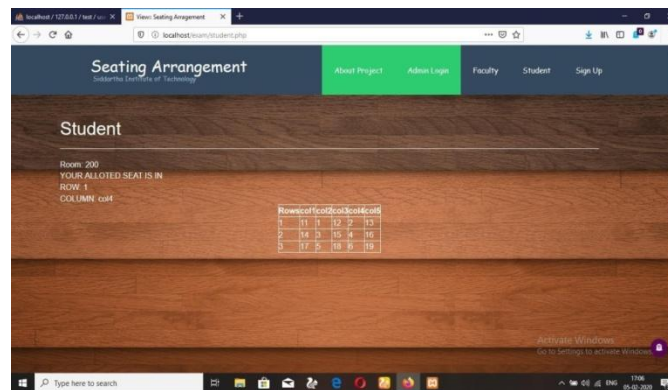 localhost / 127.0.0.1 / test / use
View: Seating Arragement
localhost/esam/student.php
Seating Arrangement
Siddartha Institute of Technology
About Project
Admin Login
Faculty
Student
Sign Up
Student
Room: 200
YOUR ALLOTED SEAT IS IN
ROW: 1
COLUMN: col4
Rows col1 col2 col3 col4 col5
1 11 1 12 2 13
2 14 3 15 4 16
3 17 5 18 6 19
Activate Windows
Go to Settings to activate Windows.
Type here to search
ENG
17:06
05-02-2020